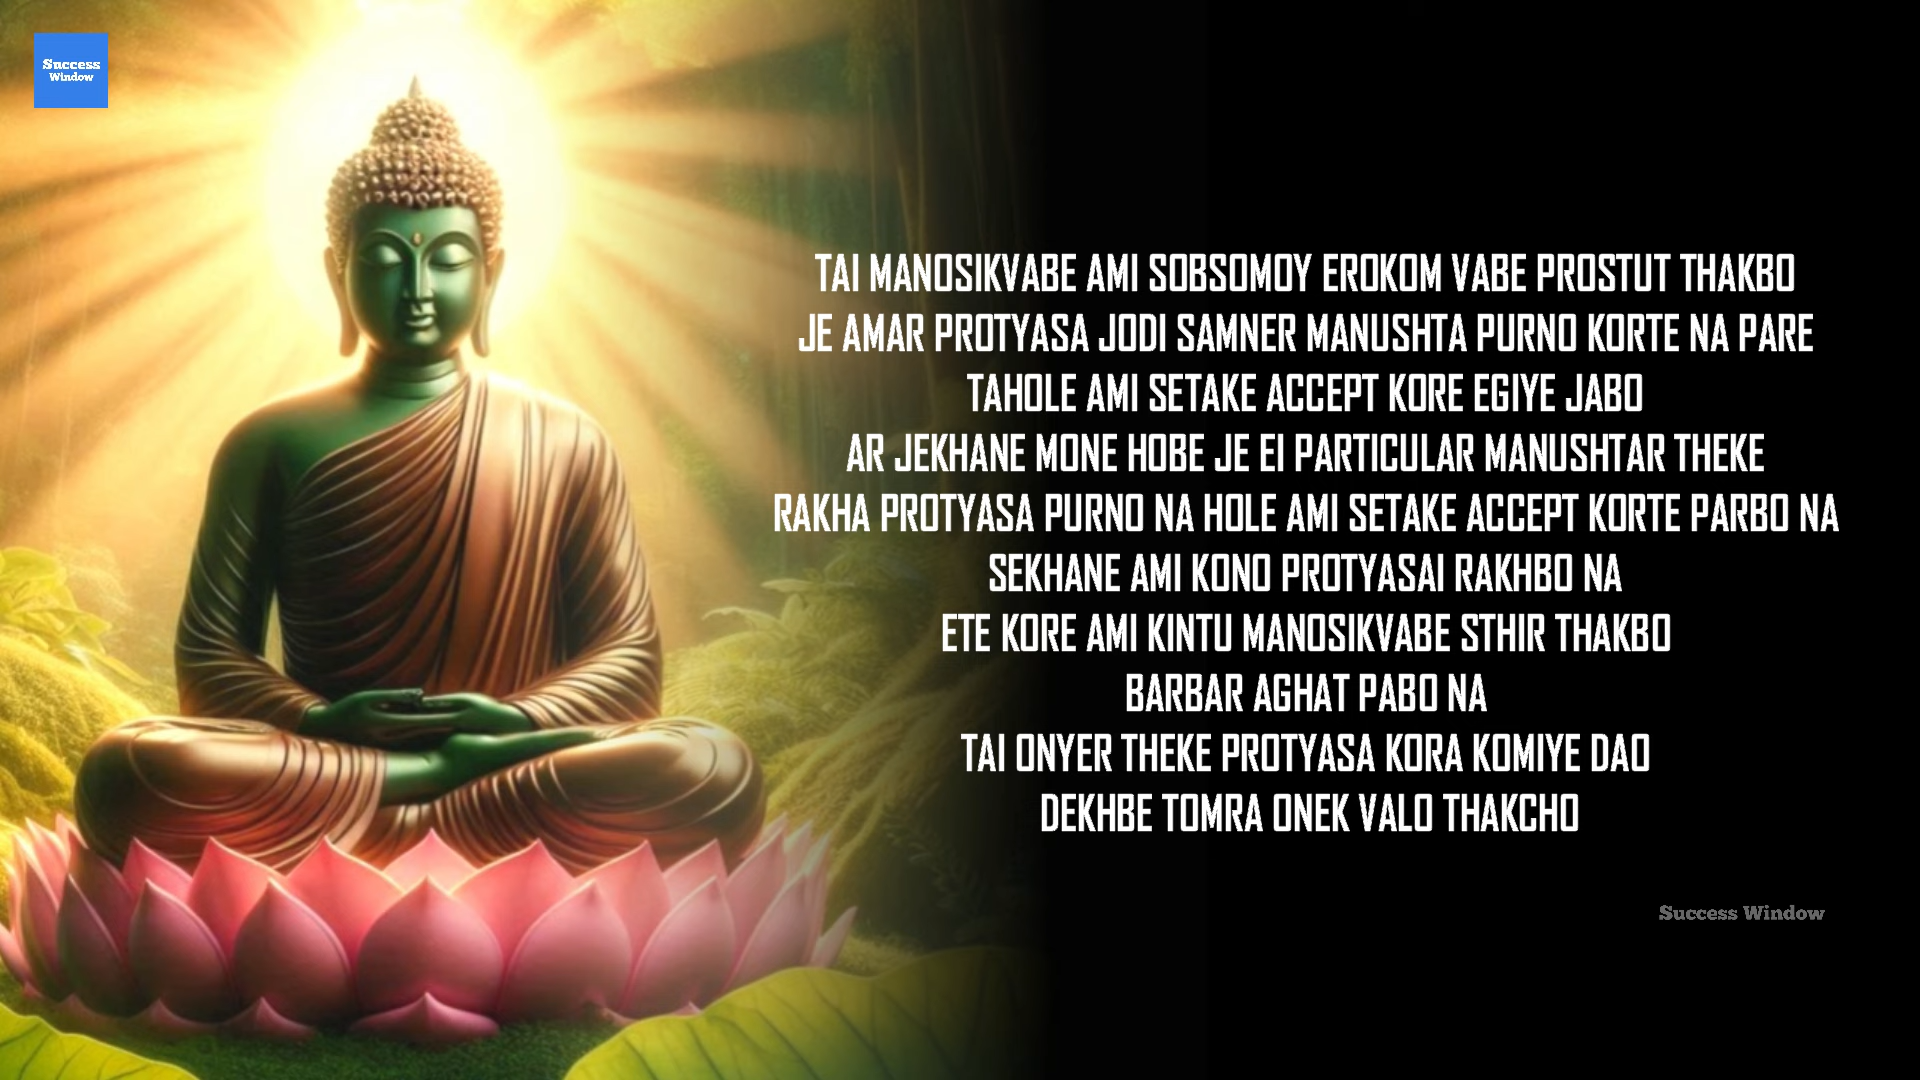 Success
Window
TAI MANOSIKVABE AMI SOBSOMOY EROKOM VABE PROSTUT THAKBO
JE AMAR PROTYASA JODI SAMNER MANUSHTA PURNO KORTE NA PARE
TAHOLE AMI SETAKE ACCEPT KORE EGIYE JABO
AR JEKHANE MONE HOBE JE EI PARTICULAR MANUSHTAR THEKE
RAKHA PROTYASA PURNO NA HOLE AMI SETAKE ACCEPT KORTE PARBO NA
SEKHANE AMI KONO PROTYASAI RAKHBO NA
ETE KORE AMI KINTU MANOSIKVABE STHIR THAKBO
BARBAR AGHAT PABO NA
TAI ONYER THEKE PROTYASA KORA KOMIYE DAO
DEKHBE TOMRA ONEK VALO THAKCHO
Success Window